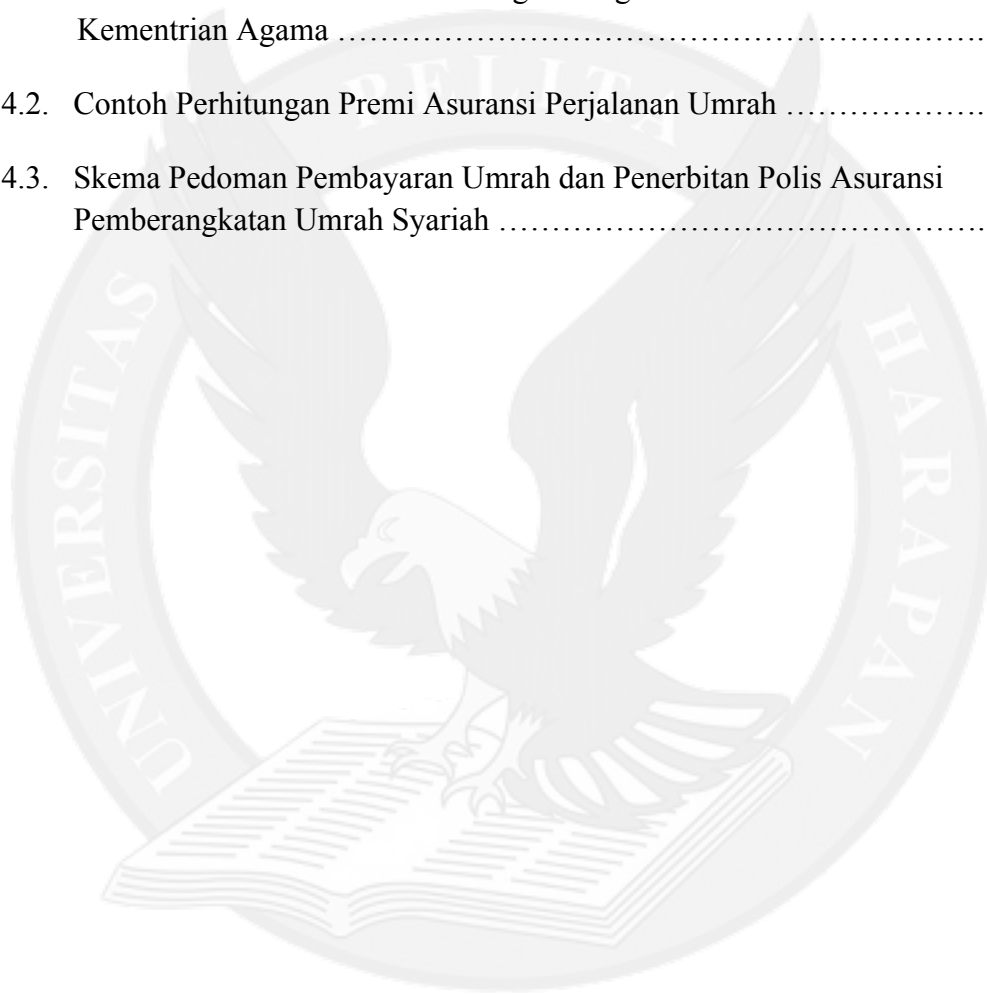 Kementrian Agama ……………………………………………………….
4.2. Contoh Perhitungan Premi Asuransi Perjalanan Umrah ……………….
4.3. Skema Pedoman Pembayaran Umrah dan Penerbitan Polis Asuransi
Pemberangkatan Umrah Syariah ……………………………………….
UNIVERSITAS PELITA HARAPAN